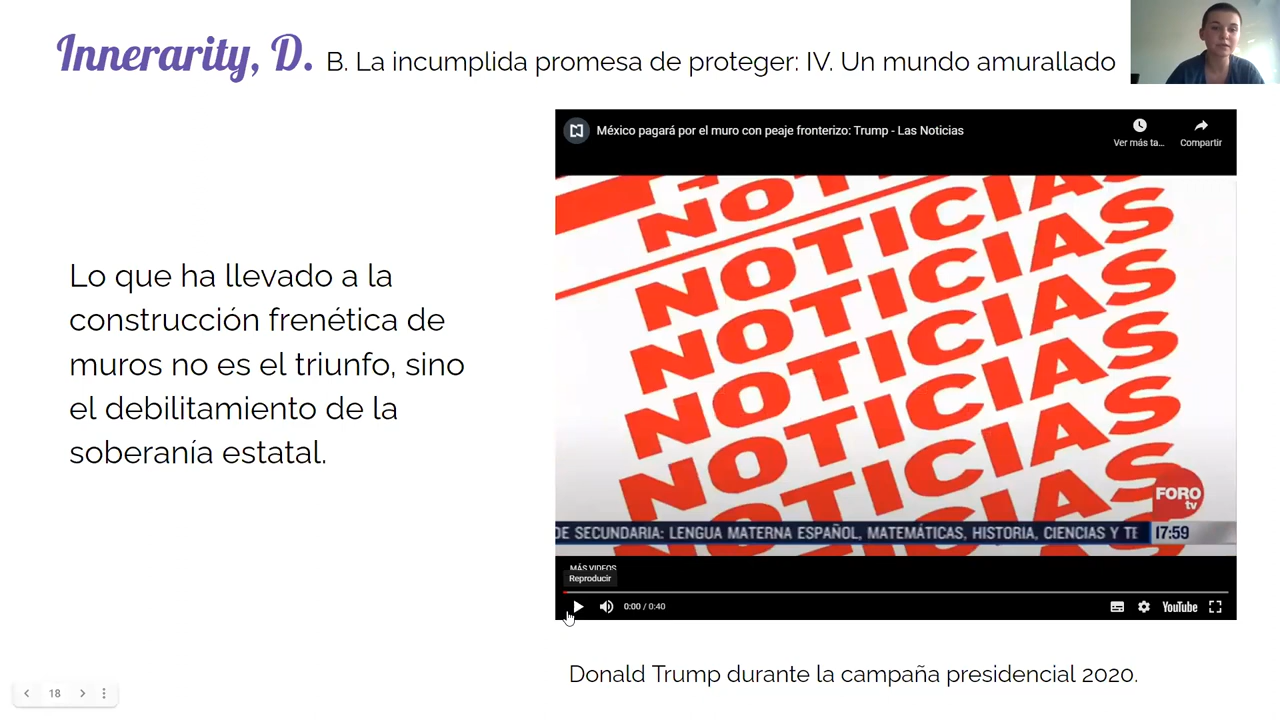 Innerarity, D. B. La incumplida promesa de proteger: IV. Un mundo amurallado
Lo que ha llevado a la
construcción frenética de
muros no es el triunfo, sino
el debilitamiento de la
soberanía estatal.
México pagará por el muro con peaje fronterizo: Trump - Las Noticias
Ver más ta...
Compartir
NOTICIAS
NOTICIAS
NOTICIAS
NOTICIAS
NOTICIAS
NOTICIAS
NOTICIAS
FORO
tv
DE SECUNDARIA: LENGUA MATERNA ESPAÑOL, MATEMÁTICAS, HISTORIA, CIENCIAS Y TE
17:59
MÁS VIDEOS
Reproducir
0:00 / 0:40
YouTube
Donald Trump durante la campaña presidencial 2020.
18